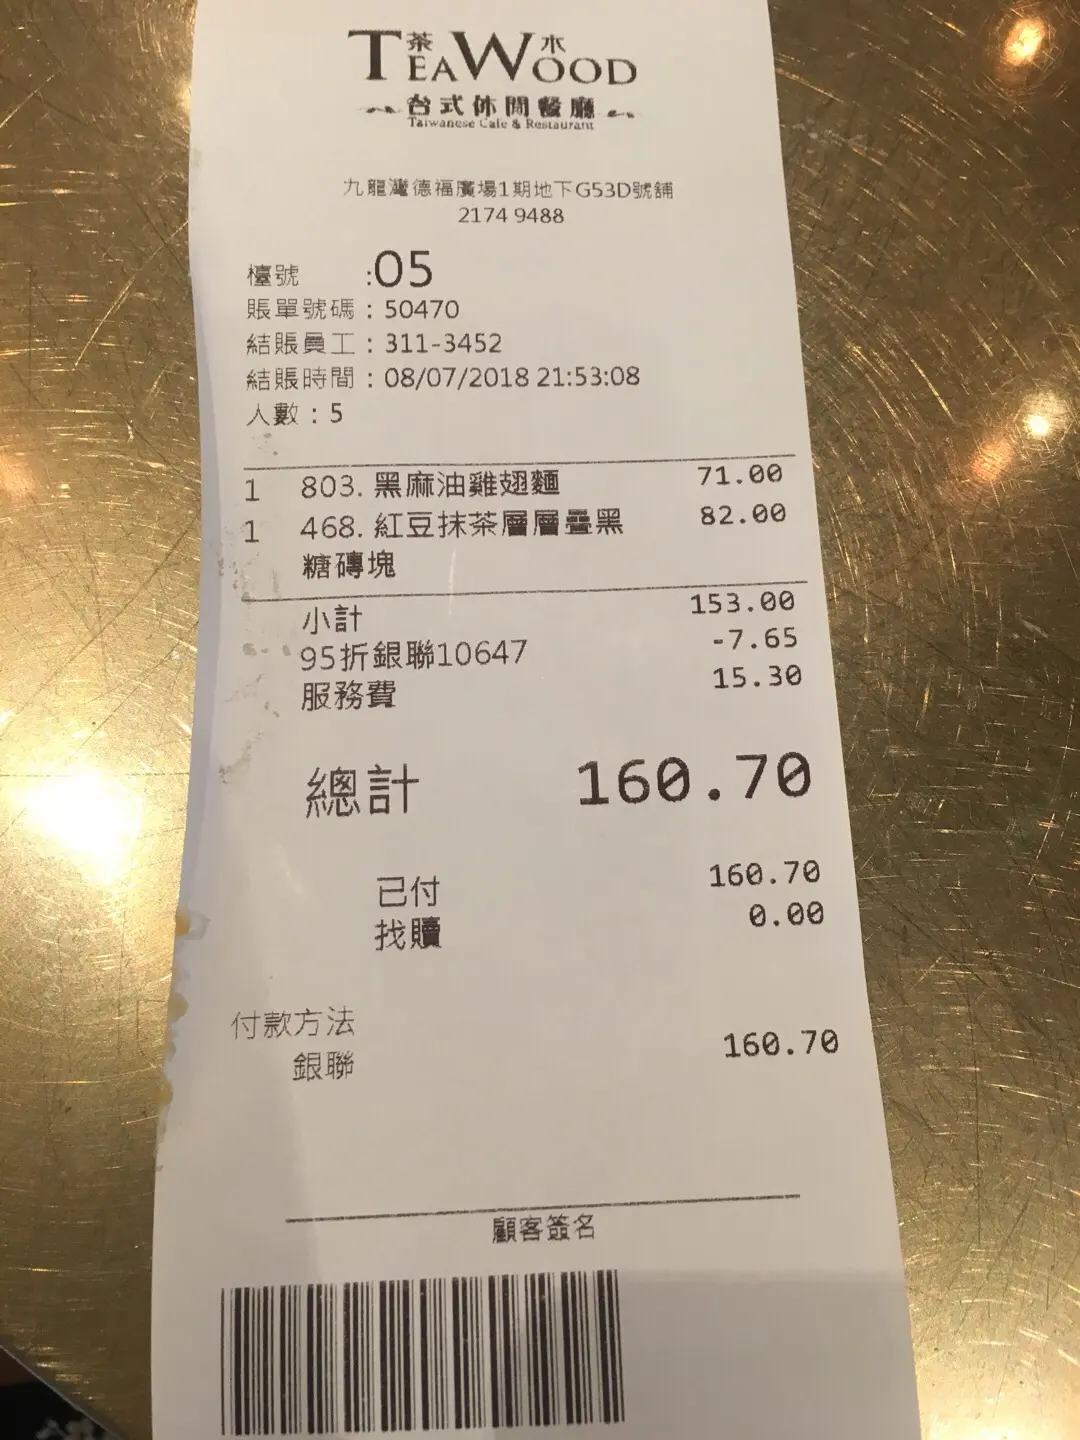 茶 木
TEAWOOD
台式休閒餐廳
Taiwanese Cafe & Restaurant
九龍灣德福廣場1期地下G53D號舖
2174 9488
檯號 :05
賬單號碼 : 50470
結賬員工 : 311-3452
結賬時間 : 08/07/2018 21:53:08
人數 : 5
1 803. 黑麻油雞翅麵 71.00
1 468. 紅豆抹茶層層疊黑 82.00
糖磚塊
小計 153.00
95折銀聯10647 -7.65
服務費 15.30
總計 160.70
已付 160.70
找贖 0.00
付款方法
銀聯 160.70
顧客簽名